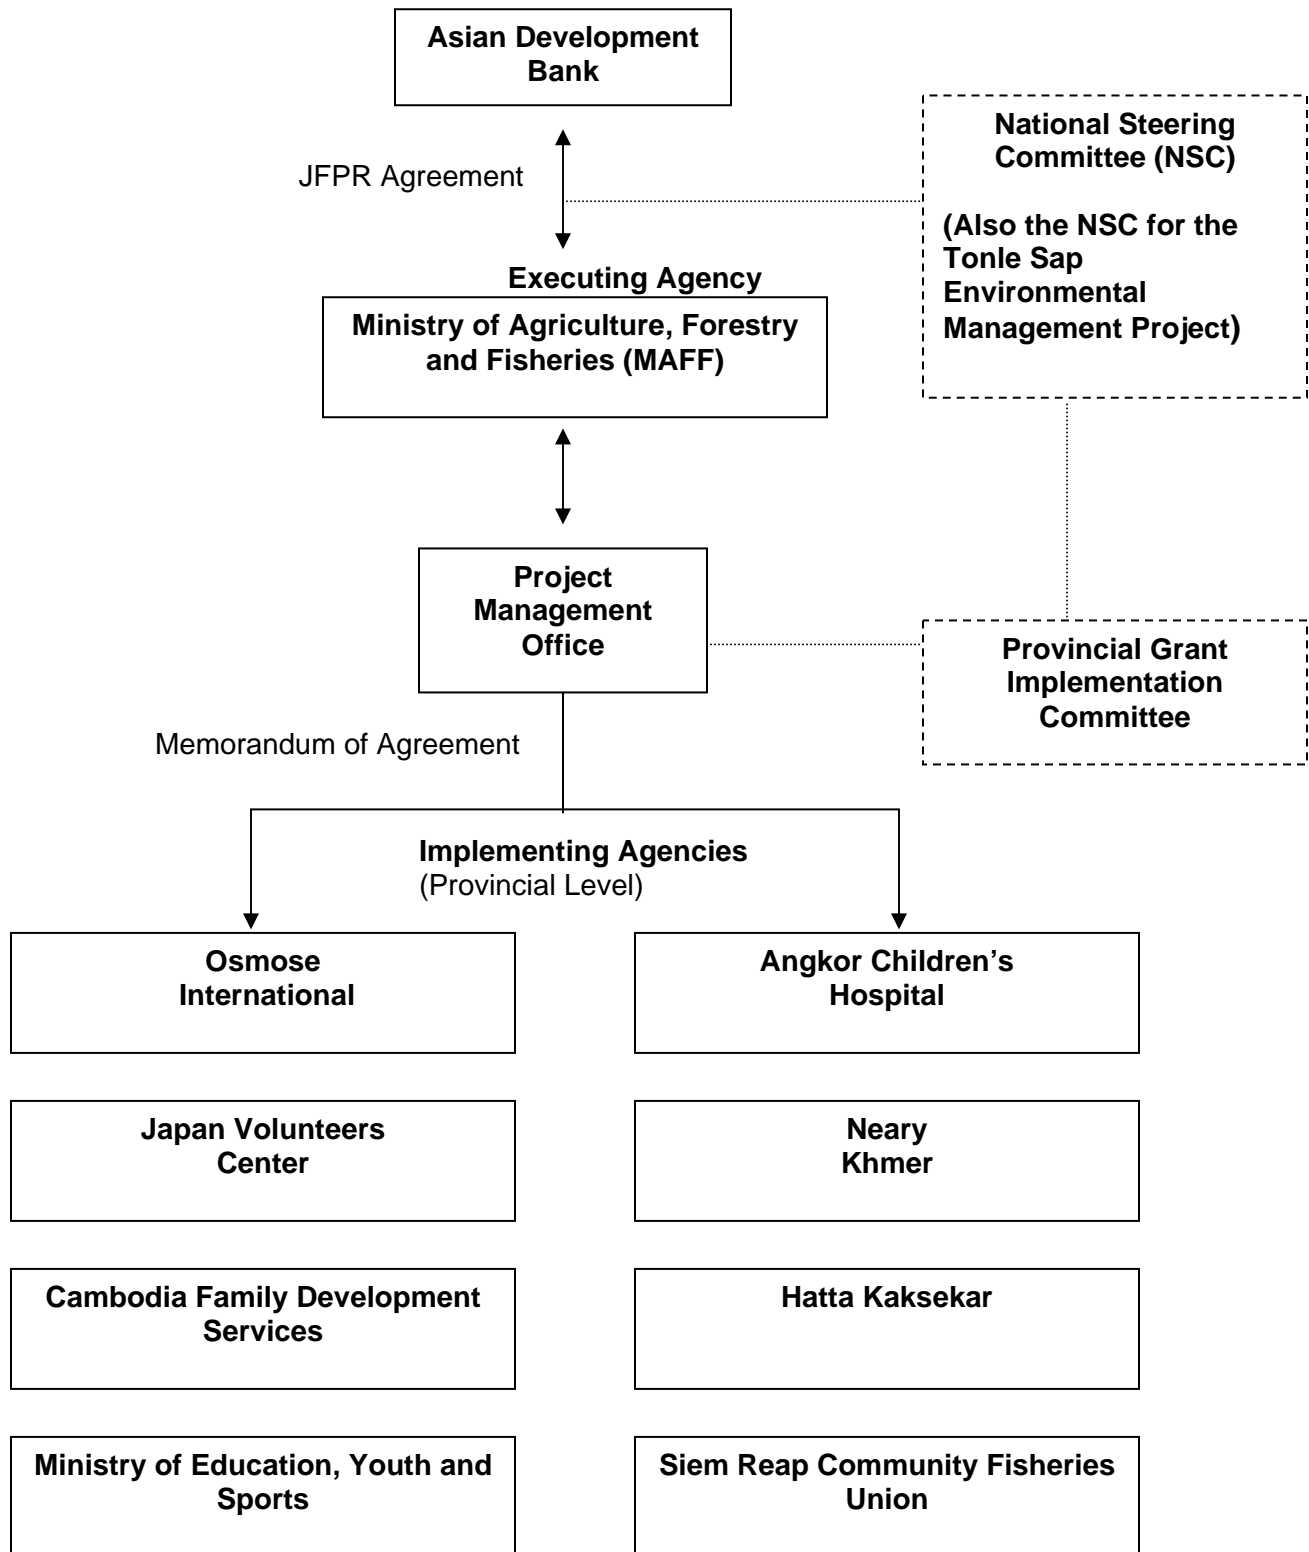 Asian Development
Bank
JFPR Agreement
National Steering
Committee (NSC)
(Also the NSC for the
Tonle Sap
Environmental
Management Project)
Executing Agency
Ministry of Agriculture, Forestry
and Fisheries (MAFF)
Project
Management
Office
Provincial Grant
Implementation
Committee
Memorandum of Agreement
Implementing Agencies
(Provincial Level)
Osmose
International
Angkor Children’s
Hospital
Japan Volunteers
Center
Neary
Khmer
Cambodia Family Development
Services
Hatta Kaksekar
Ministry of Education, Youth and
Sports
Siem Reap Community Fisheries
Union